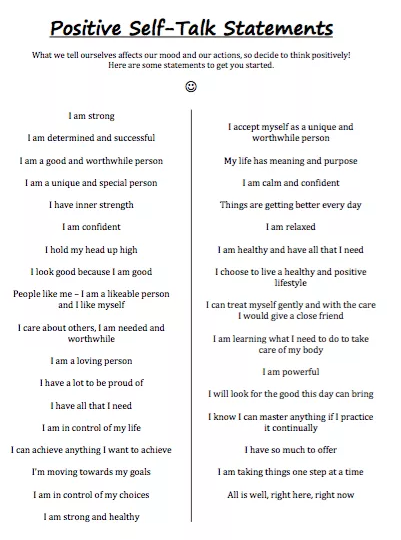 Positive Self-Talk Statements
What we tell ourselves affects our mood and our actions, so decide to think positively!
Here are some statements to get you started.
I am strong
I am determined and successful
I am a good and worthwhile person
I am a unique and special person
I have inner strength
I am confident
I hold my head up high
I look good because I am good
People like me – I am a likeable person
and I like myself
I care about others, I am needed and
worthwhile
I am a loving person
I have a lot to be proud of
I have all that I need
I am in control of my life
I can achieve anything I want to achieve
I'm moving towards my goals
I am in control of my choices
I am strong and healthy
I accept myself as a unique and
worthwhile person
My life has meaning and purpose
I am calm and confident
Things are getting better every day
I am relaxed
I am healthy and have all that I need
I choose to live a healthy and positive
lifestyle
I can treat myself gently and with the care
I would give a close friend
I am learning what I need to do to take
care of my body
I am powerful
I will look for the good this day can bring
I know I can master anything if I practice
it continually
I have so much to offer
I am taking things one step at a time
All is well, right here, right now